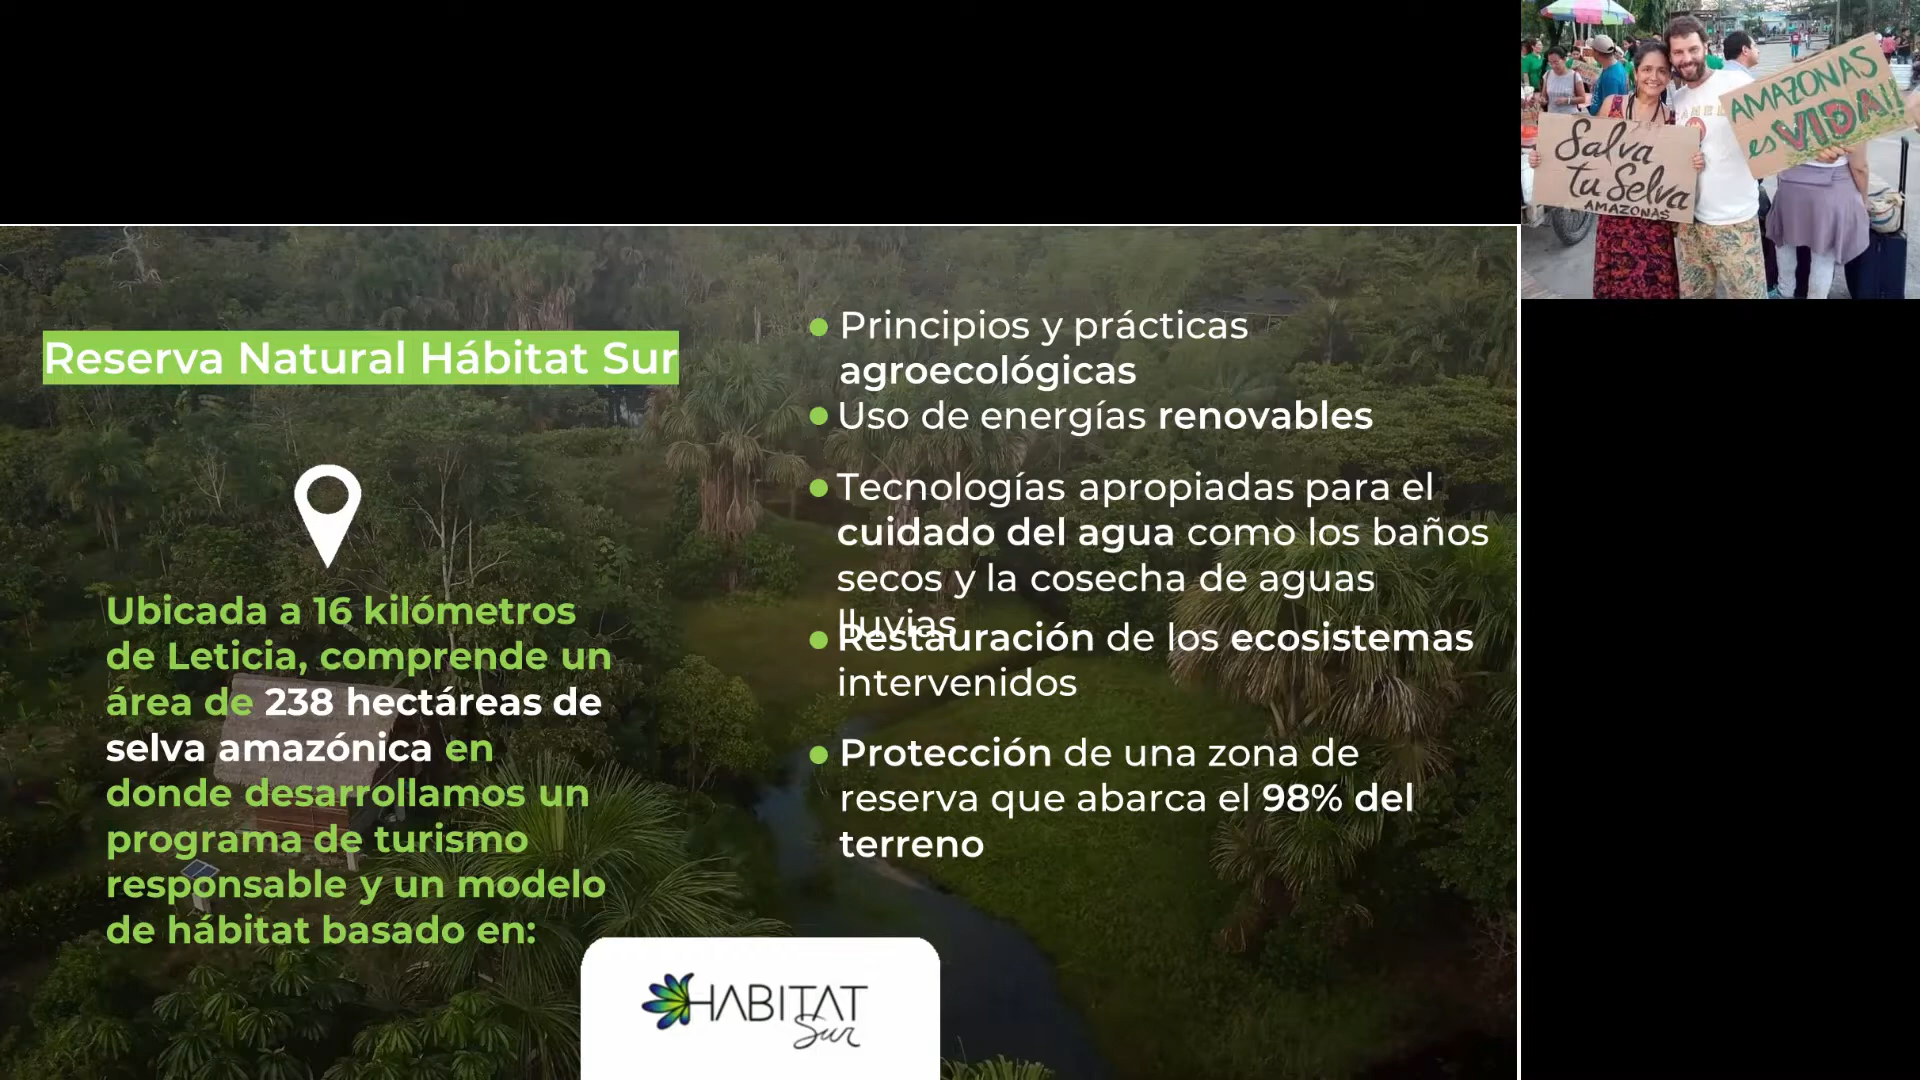 Salva
tu Selva
AMAZONAS
AMAZONAS
es VIDA!!
Reserva Natural Hábitat Sur
Ubicada a 16 kilómetros
de Leticia, comprende un
área de 238 hectáreas de
selva amazónica en
donde desarrollamos un
programa de turismo
responsable y un modelo
de hábitat basado en:
Principios y prácticas
agroecológicas
Uso de energías renovables
Tecnologías apropiadas para el
cuidado del agua como los baños
secos y la cosecha de aguas
lluvias
Restauración de los ecosistemas
intervenidos
Protección de una zona de
reserva que abarca el 98% del
terreno
HABITAT
Sur